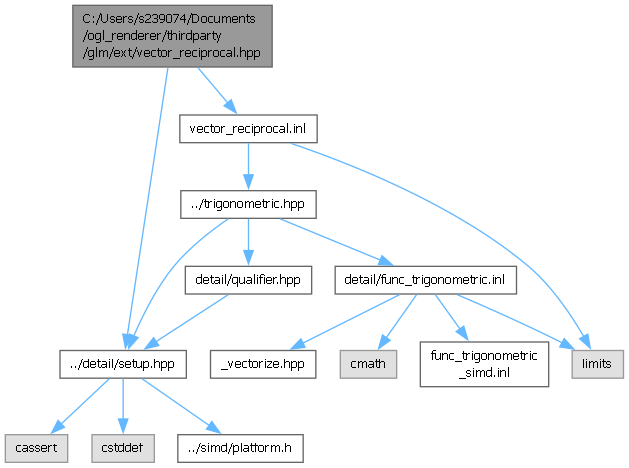 C:/Users/s239074/Documents
/ogl_renderer/thirdparty
/glm/ext/vector_reciprocal.hpp
vector_reciprocal.inl
../trigonometric.hpp
detail/qualifier.hpp
detail/func_trigonometric.inl
../detail/setup.hpp
_vectorize.hpp
cmath
func_trigonometric
_simd.inl
limits
cassert
cstddef
../simd/platform.h